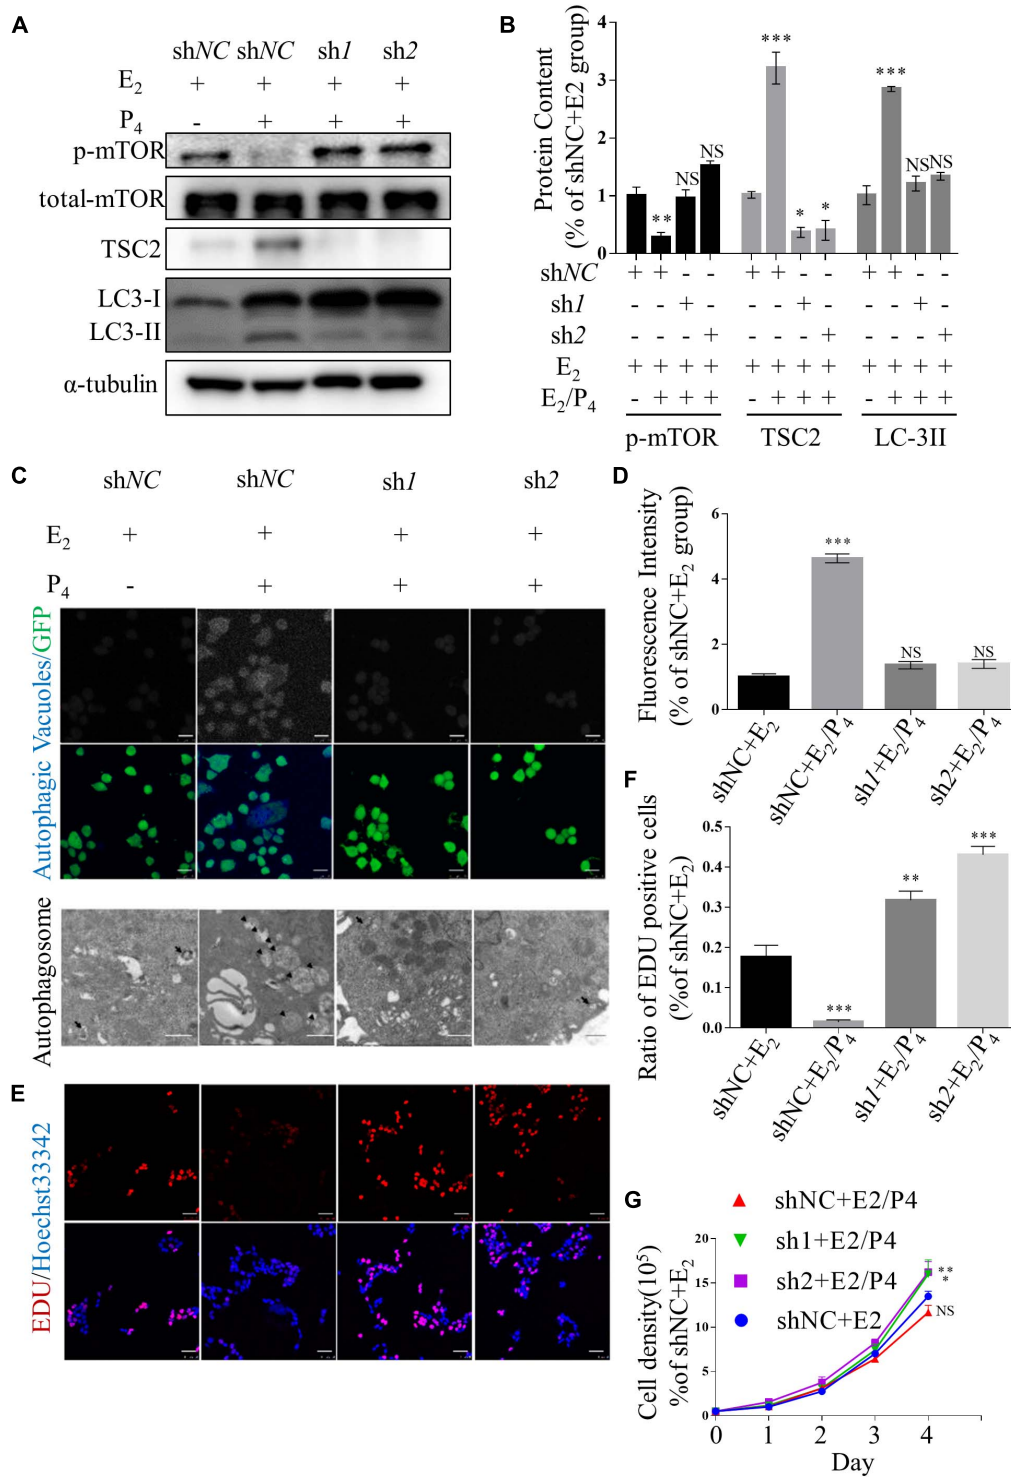 A
shNC shNC sh1 sh2
E2 + + + +
P4 - + + +
p-mTOR
total-mTOR
TSC2
LC3-I
LC3-II
α-tubulin
B
Protein Content
(% of shNC+E2 group)
4
3
2
1
0
** NS NS
*** * *
*** NS NS
shNC + + - - + + - - + + - -
sh1 - - + - - - + - - - + -
sh2 - - - + - - - + - - - +
E2 + + + + + + + + + + + +
E2/P4 - + + + - + + + - + + +
p-mTOR TSC2 LC-3II
C
shNC shNC sh1 sh2
E2 + + + +
P4 - + + +
Autophagic Vacuoles/GFP
Autophagosome
D
Fluorescence Intensity
(% of shNC+E2 group)
6
4
2
0
*** NS NS
shNC+E2 shNC+E2/P4 sh1+E2/P4 sh2+E2/P4
E
EDU/Hoechst33342
F
Ratio of EDU positive cells
(%of shNC+E2)
0.5
0.4
0.3
0.2
0.1
0.0
*** ** ***
shNC+E2 shNC+E2/P4 sh1+E2/P4 sh2+E2/P4
G
shNC+E2/P4
sh1+E2/P4
sh2+E2/P4
shNC+E2
Cell density(10⁵)
%of shNC+E2
20
15
10
5
0
**
*
NS
0 1 2 3 4
Day